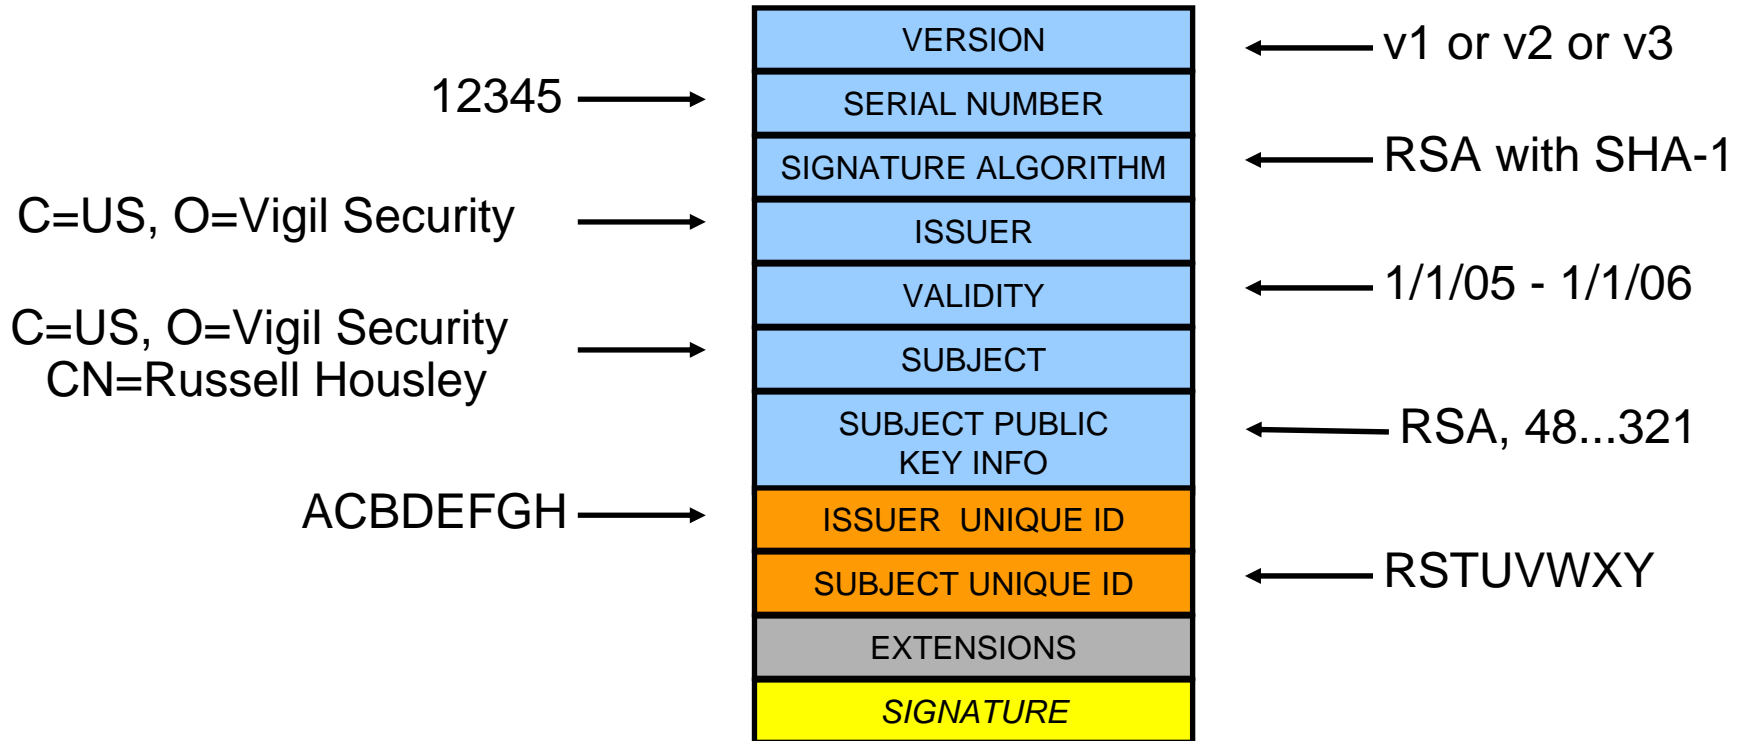 VERSION
v1 or v2 or v3
12345
SERIAL NUMBER
SIGNATURE ALGORITHM
RSA with SHA-1
C=US, O=Vigil Security
ISSUER
VALIDITY
1/1/05 - 1/1/06
C=US, O=Vigil Security
CN=Russell Housley
SUBJECT
SUBJECT PUBLIC
KEY INFO
RSA, 48...321
ACBDEFGH
ISSUER UNIQUE ID
SUBJECT UNIQUE ID
RSTUVWXY
EXTENSIONS
SIGNATURE